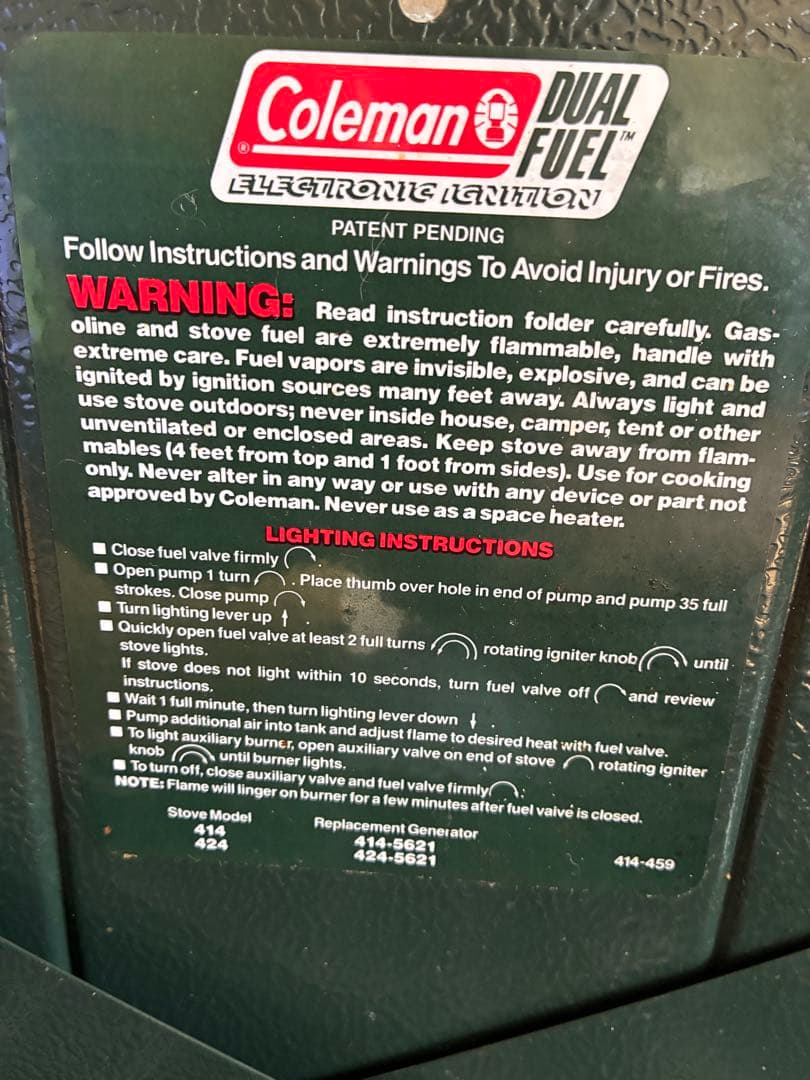 Coleman®
DUAL
FUEL™
ELECTRONIC IGNITION
PATENT PENDING
Follow Instructions and Warnings To Avoid Injury or Fires.
WARNING: Read instruction folder carefully. Gas-
oline and stove fuel are extremely flammable, handle with
extreme care. Fuel vapors are invisible, explosive, and can be
ignited by ignition sources many feet away. Always light and
use stove outdoors; never inside house, camper, tent or other
unventilated or enclosed areas. Keep stove away from flam-
mables (4 feet from top and 1 foot from sides). Use for cooking
only. Never alter in any way or use with any device or part not
approved by Coleman. Never use as a space heater.
LIGHTING INSTRUCTIONS
■ Close fuel valve firmly .
■ Open pump 1 turn . Place thumb over hole in end of pump and pump 35 full
strokes. Close pump
■ Turn lighting lever up ↑
■ Quickly open fuel valve at least 2 full turns rotating igniter knob until
stove lights.
If stove does not light within 10 seconds, turn fuel valve off and review
instructions.
■ Wait 1 full minute, then turn lighting lever down ↓
■ Pump additional air into tank and adjust flame to desired heat with fuel valve.
■ To light auxiliary burner, open auxiliary valve on end of stove rotating igniter
knob until burner lights.
■ To turn off, close auxiliary valve and fuel valve firmly .
NOTE: Flame will linger on burner for a few minutes after fuel valve is closed.
Stove Model Replacement Generator
414 414-5621
424 424-5621 414-459